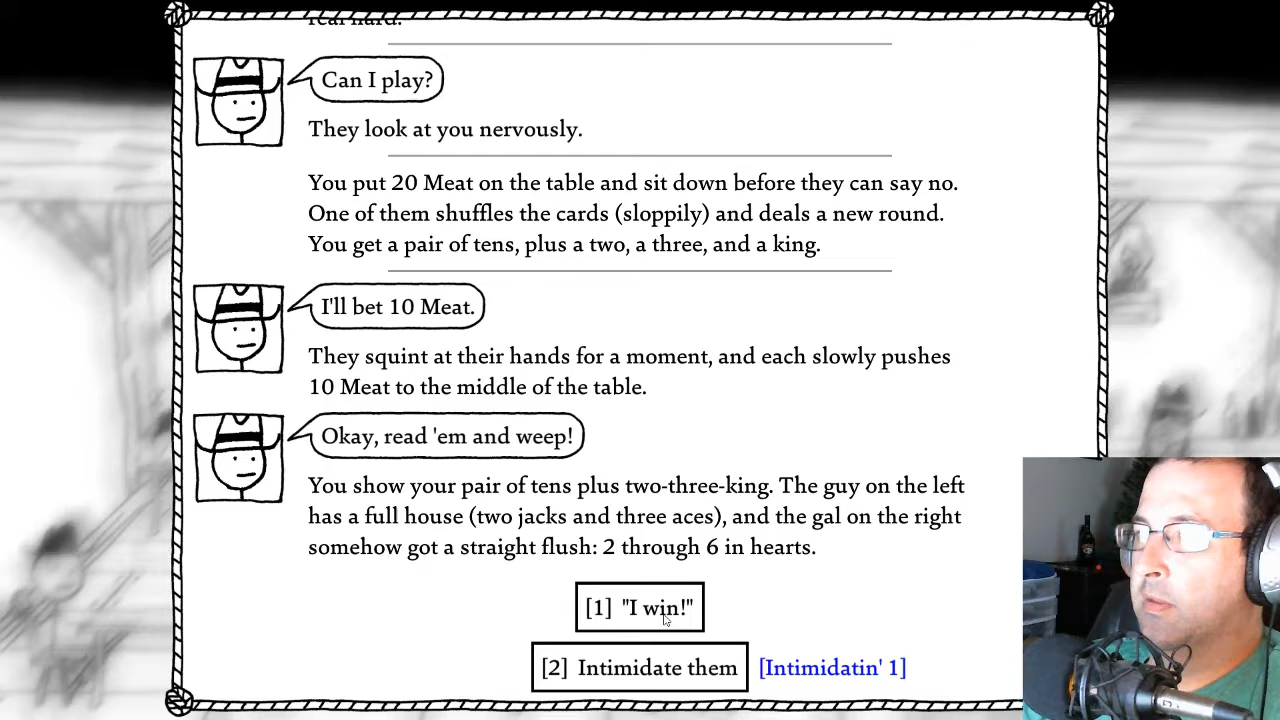 real hard.
Can I play?
They look at you nervously.
You put 20 Meat on the table and sit down before they can say no.
One of them shuffles the cards (sloppily) and deals a new round.
You get a pair of tens, plus a two, a three, and a king.
I'll bet 10 Meat.
They squint at their hands for a moment, and each slowly pushes
10 Meat to the middle of the table.
Okay, read 'em and weep!
You show your pair of tens plus two-three-king. The guy on the left
has a full house (two jacks and three aces), and the gal on the right
somehow got a straight flush: 2 through 6 in hearts.
[1] "I win!"
[2] Intimidate them [Intimidatin' 1]